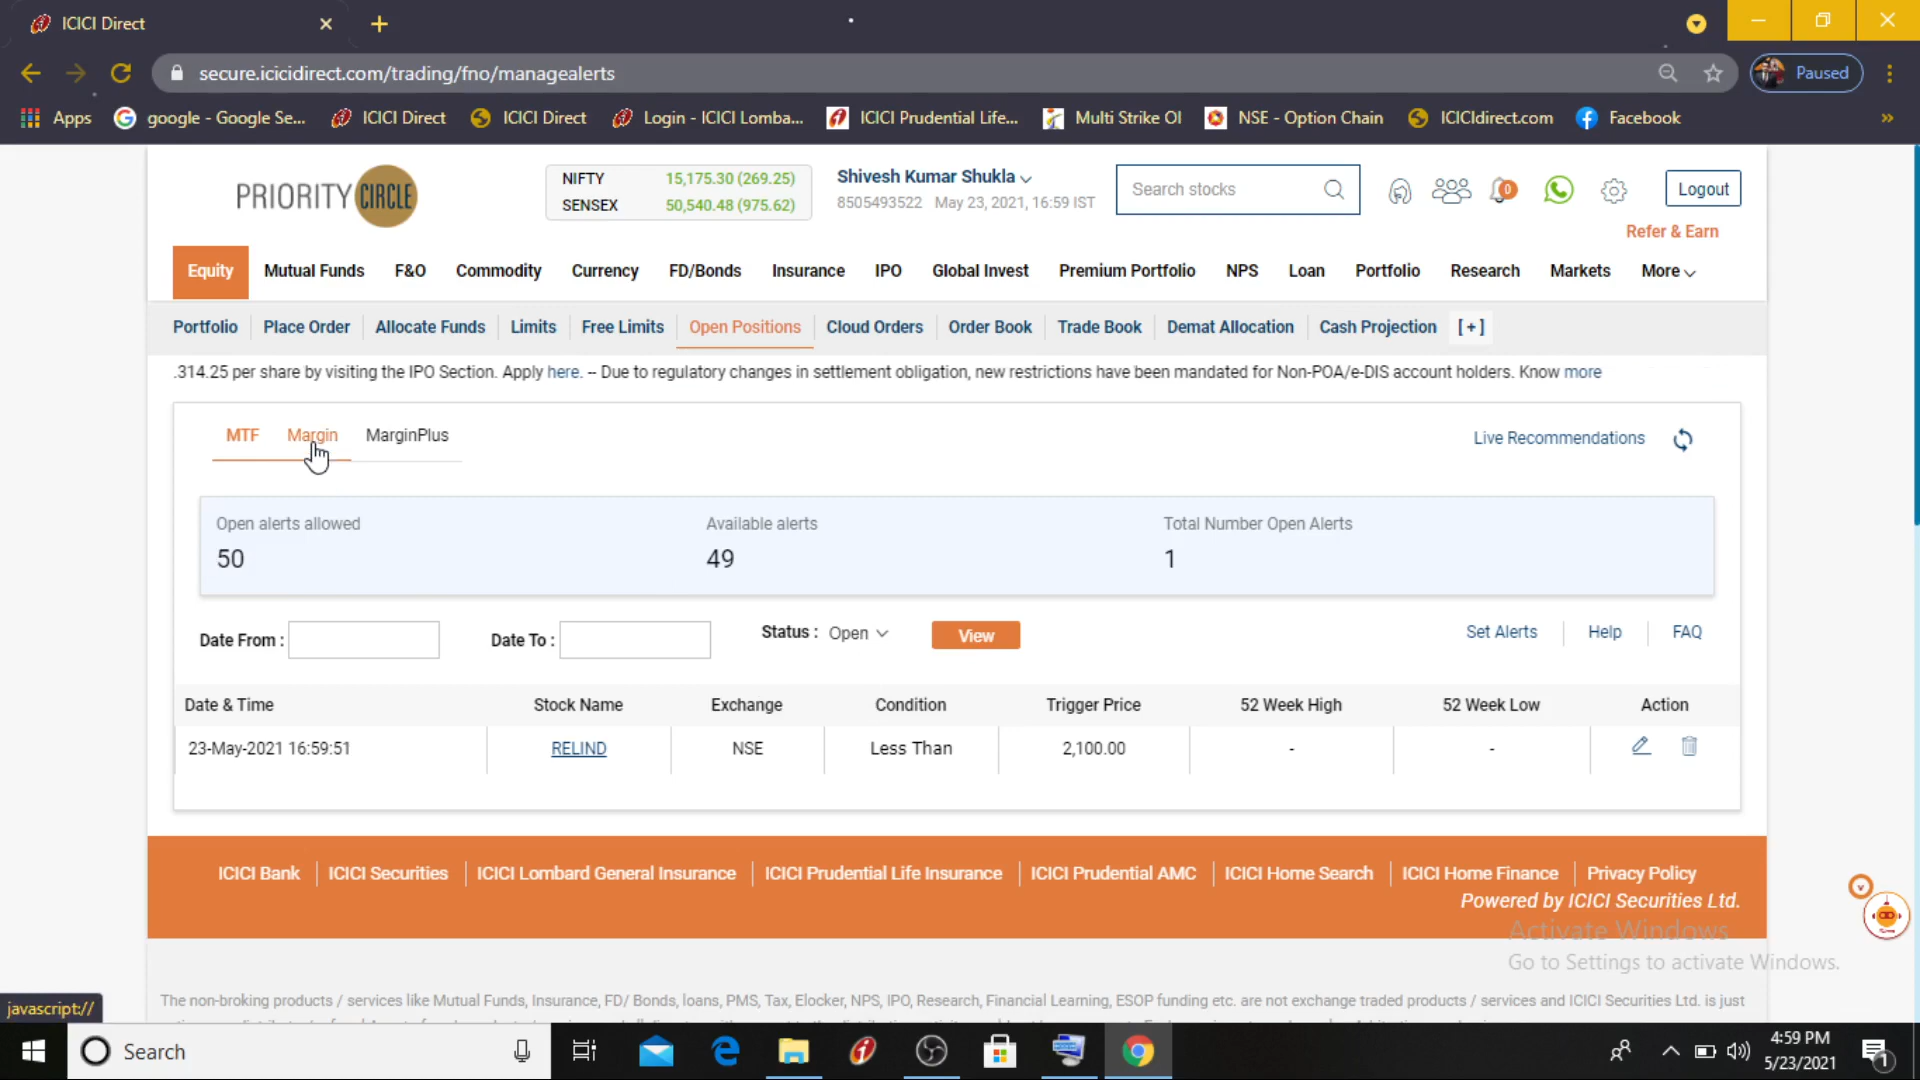 ICICI Direct
secure.icicidirect.com/trading/fno/managealerts
Paused
Apps google - Google Se... ICICI Direct ICICI Direct Login - ICICI Lomba... ICICI Prudential Life... Multi Strike OI NSE - Option Chain ICICIdirect.com Facebook
PRIORITY CIRCLE
NIFTY 15,175.30 (269.25)
SENSEX 50,540.48 (975.62)
Shivesh Kumar Shukla
8505493522 May 23, 2021, 16:59 IST
Search stocks
0
Logout
Refer & Earn
Equity Mutual Funds F&O Commodity Currency FD/Bonds Insurance IPO Global Invest Premium Portfolio NPS Loan Portfolio Research Markets More
Portfolio Place Order Allocate Funds Limits Free Limits Open Positions Cloud Orders Order Book Trade Book Demat Allocation Cash Projection [+]
.314.25 per share by visiting the IPO Section. Apply here. -- Due to regulatory changes in settlement obligation, new restrictions have been mandated for Non-POA/e-DIS account holders. Know more
MTF Margin MarginPlus
Live Recommendations
Open alerts allowed Available alerts Total Number Open Alerts
50 49 1
Date From : Date To : Status : Open View Set Alerts Help FAQ
Date & Time Stock Name Exchange Condition Trigger Price 52 Week High 52 Week Low Action
23-May-2021 16:59:51 RELIND NSE Less Than 2,100.00 - -
ICICI Bank ICICI Securities ICICI Lombard General Insurance ICICI Prudential Life Insurance ICICI Prudential AMC ICICI Home Search ICICI Home Finance Privacy Policy
Powered by ICICI Securities Ltd.
Activate Windows
Go to Settings to activate Windows.
javascript://
The non-broking products / services like Mutual Funds, Insurance, FD/ Bonds, loans, PMS, Tax, Elocker, NPS, IPO, Research, Financial Learning, ESOP funding etc. are not exchange traded products / services and ICICI Securities Ltd. is just
Search
4:59 PM
5/23/2021
1